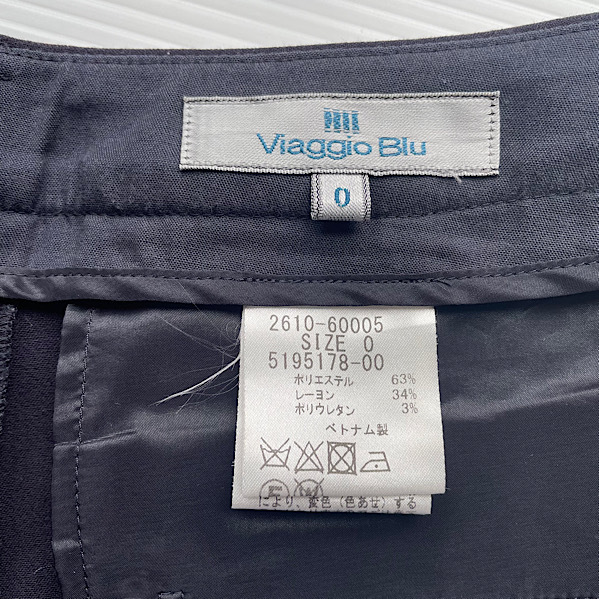 Viaggio Blu
0
2610-60005
SIZE 0
5195178-00
ポリエステル 63%
レーヨン 34%
ポリウレタン 3%
ベトナム製
により、変色(色あせ)する